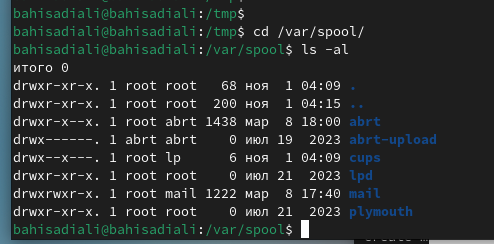 bahisadiali@bahisadiali:/tmp$
bahisadiali@bahisadiali:/tmp$ cd /var/spool/
bahisadiali@bahisadiali:/var/spool$ ls -al
итого 0
drwxr-xr-x. 1 root root   68 ноя  1 04:09 .
drwxr-xr-x. 1 root root  200 ноя  1 04:15 ..
drwxr-x--x. 1 root abrt 1438 мар  8 18:00 abrt
drwx------. 1 abrt abrt    0 июл 19  2023 abrt-upload
drwx--x---. 1 root lp      6 ноя  1 04:09 cups
drwxr-xr-x. 1 root root    0 июл 21  2023 lpd
drwxrwxr-x. 1 root mail 1222 мар  8 17:40 mail
drwxr-xr-x. 1 root root    0 июл 21  2023 plymouth
bahisadiali@bahisadiali:/var/spool$